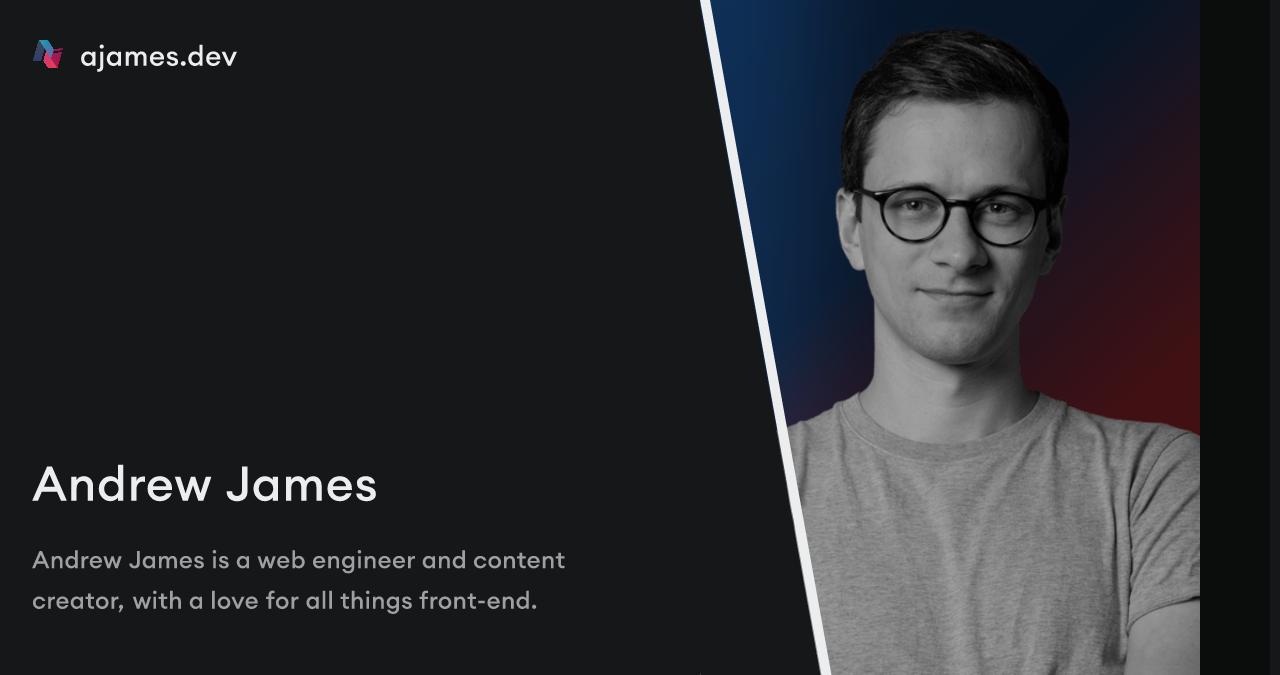 ajames.dev
Andrew James
Andrew James is a web engineer and content
creator, with a love for all things front-end.